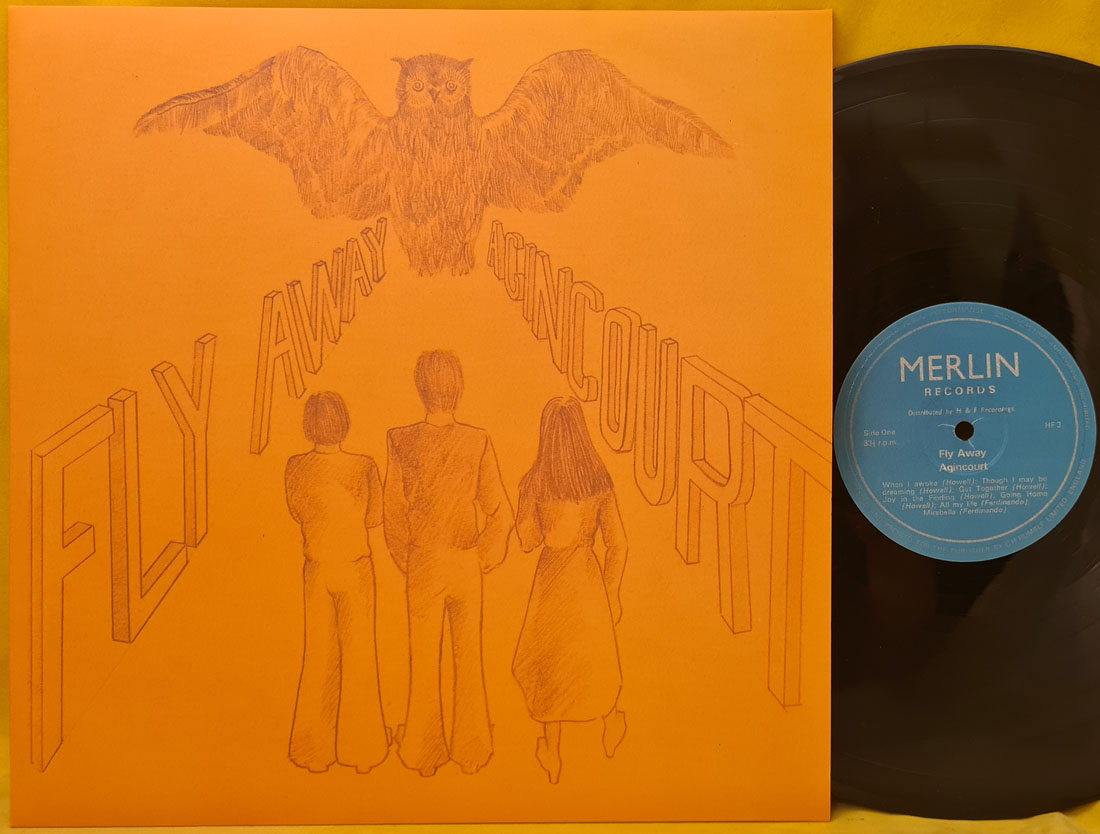 FLY AWAY
AGINCOURT
MERLIN
RECORDS
Distributed by H & F Recordings
Side One
33⅓ r.p.m.
HF 3
Fly Away
Agincourt
When I awoke (Howell); Though I may be
dreaming (Howell); Get Together (Howell);
Joy in the Finding (Howell); Going Home
(Howell); All my life (Ferdinando);
Mirabella (Ferdinando)